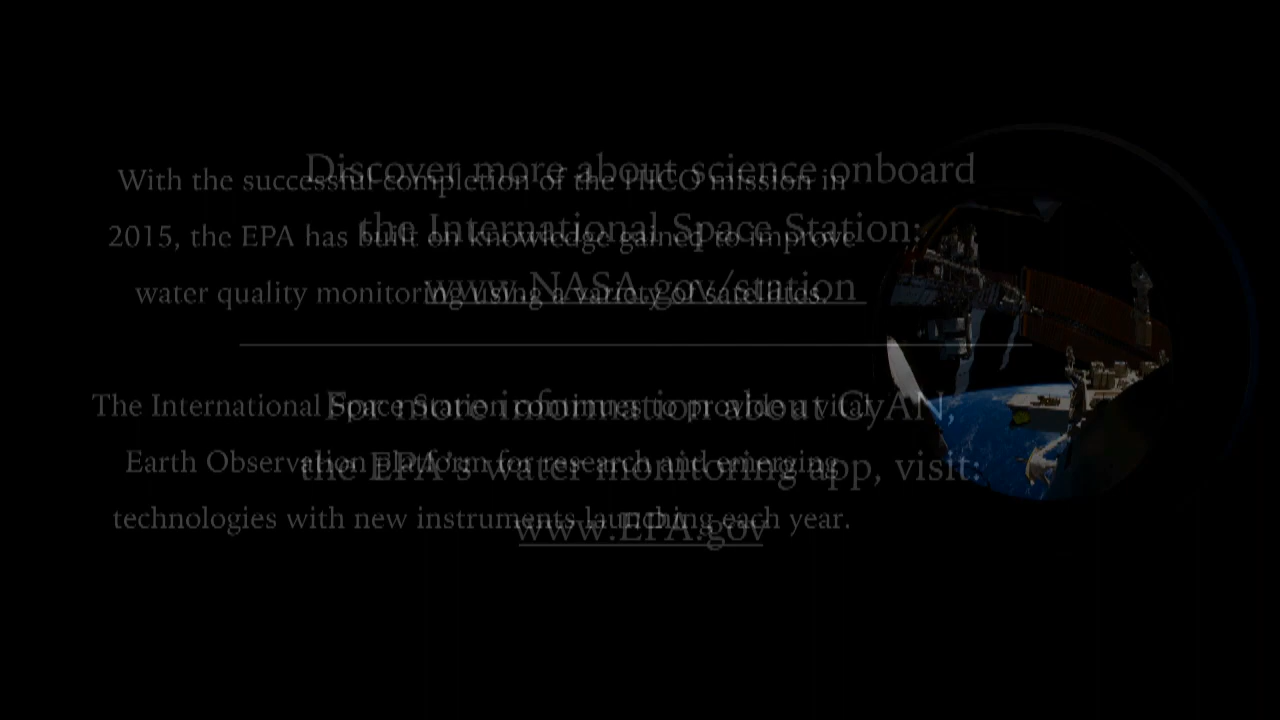 With the successful completion of the HICO mission in
2015, the EPA has built on knowledge gained to improve
water quality monitoring using a variety of satellites.
The International Space Station continues to provide a vital
Earth Observation platform for research and emerging
technologies with new instruments launching each year.
Discover more about science onboard
the International Space Station:
www.NASA.gov/station
For more information about CyAN,
the EPA's water monitoring app, visit:
www.EPA.gov